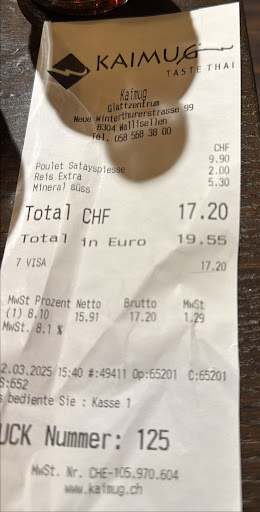 KAIMUG
TASTE THAI
Kaimug
Glattzentrum
Neue Winterthurerstrasse 99
8304 Wallisellen
Tel. 058 568 38 00
CHF
Poulet Satayspiesse 9.90
Reis Extra 2.00
Mineral süss 5.30
Total CHF 17.20
Total in Euro 19.55
7 VISA 17.20
MwSt Prozent Netto Brutto MwSt
(1) 8.10 15.91 17.20 1.29
MwSt. 8.1 %
2.03.2025 15:40 #:49411 Op:65201 C:65201
S:652
s bediente Sie : Kasse 1
UCK Nummer: 125
MwSt. Nr. CHE-105.970.604
www.kaimug.ch